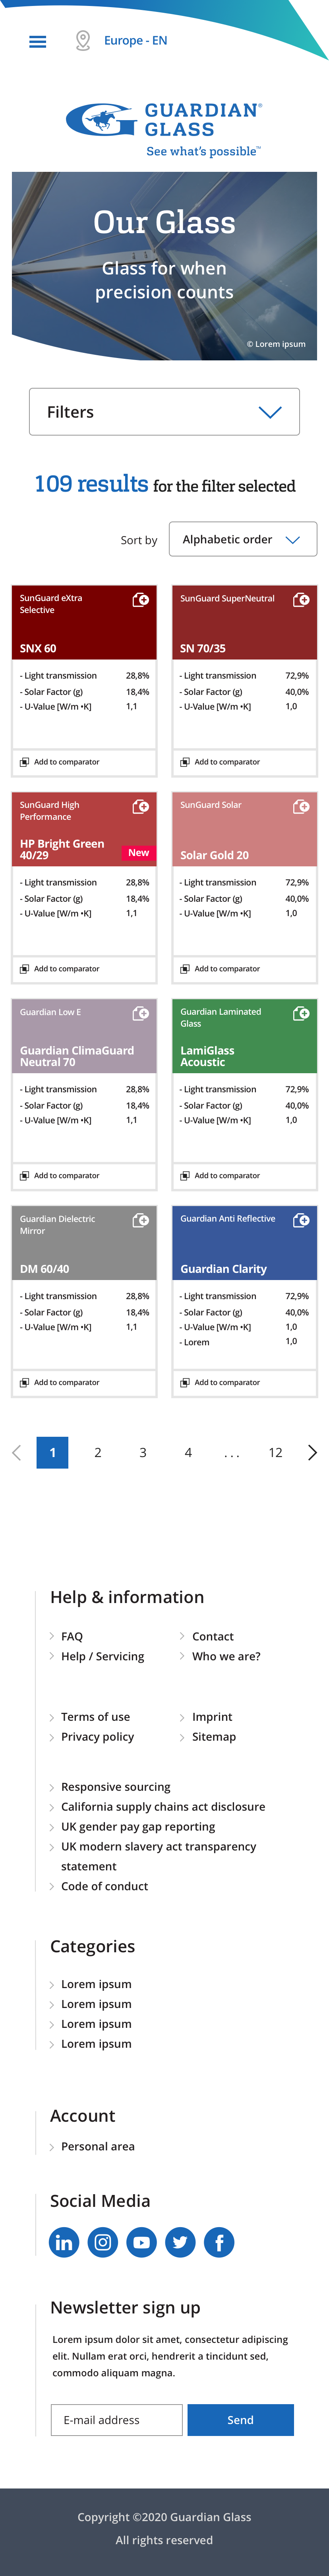 Europe - EN
GUARDIAN®
GLASS
See what's possible™
Our Glass
Glass for when
precision counts
© Lorem ipsum
Filters
109 results for the filter selected
Sort by
Alphabetic order
SunGuard eXtra
Selective
SNX 60
- Light transmission 28,8%
- Solar Factor (g) 18,4%
- U-Value [W/m •K] 1,1
Add to comparator
SunGuard SuperNeutral
SN 70/35
- Light transmission 72,9%
- Solar Factor (g) 40,0%
- U-Value [W/m •K] 1,0
Add to comparator
SunGuard High
Performance
HP Bright Green
40/29
New
- Light transmission 28,8%
- Solar Factor (g) 18,4%
- U-Value [W/m •K] 1,1
Add to comparator
SunGuard Solar
Solar Gold 20
- Light transmission 72,9%
- Solar Factor (g) 40,0%
- U-Value [W/m •K] 1,0
Add to comparator
Guardian Low E
Guardian ClimaGuard
Neutral 70
- Light transmission 28,8%
- Solar Factor (g) 18,4%
- U-Value [W/m •K] 1,1
Add to comparator
Guardian Laminated
Glass
LamiGlass
Acoustic
- Light transmission 72,9%
- Solar Factor (g) 40,0%
- U-Value [W/m •K] 1,0
Add to comparator
Guardian Dielectric
Mirror
DM 60/40
- Light transmission 28,8%
- Solar Factor (g) 18,4%
- U-Value [W/m •K] 1,1
Add to comparator
Guardian Anti Reflective
Guardian Clarity
- Light transmission 72,9%
- Solar Factor (g) 40,0%
- U-Value [W/m •K] 1,0
- Lorem 1,0
Add to comparator
1 2 3 4 ... 12
Help & information
FAQ
Contact
Help / Servicing
Who we are?
Terms of use
Imprint
Privacy policy
Sitemap
Responsive sourcing
California supply chains act disclosure
UK gender pay gap reporting
UK modern slavery act transparency
statement
Code of conduct
Categories
Lorem ipsum
Lorem ipsum
Lorem ipsum
Lorem ipsum
Account
Personal area
Social Media
Newsletter sign up
Lorem ipsum dolor sit amet, consectetur adipiscing
elit. Nullam erat orci, hendrerit a tincidunt sed,
commodo aliquam magna.
E-mail address
Send
Copyright ©2020 Guardian Glass
All rights reserved